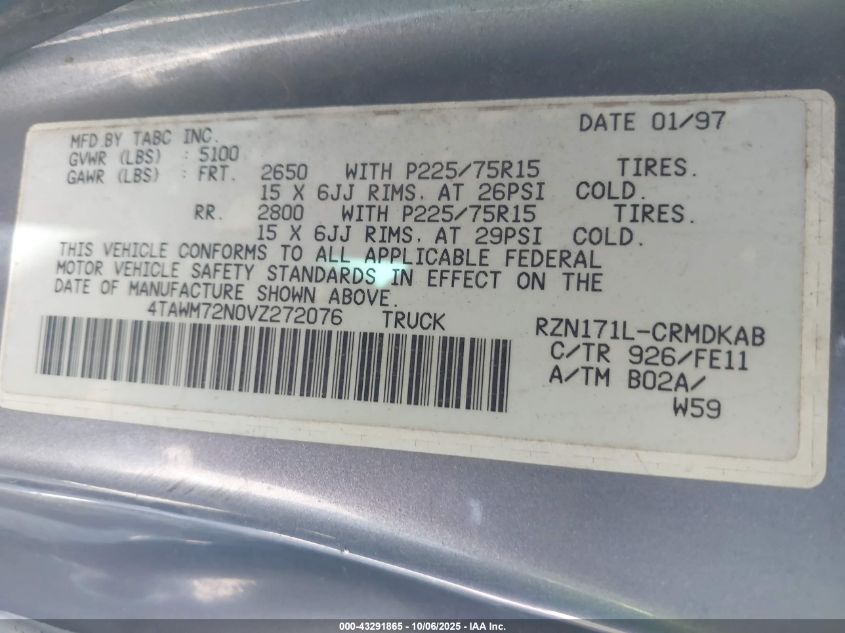 DATE 01/97
MFD.BY TABC INC.
GVWR (LBS) : 5100
GAWR (LBS) : FRT. 2650 WITH P225/75R15 TIRES.
15 X 6JJ RIMS. AT 26PSI COLD.
RR. 2800 WITH P225/75R15 TIRES.
15 X 6JJ RIMS. AT 29PSI COLD.
THIS VEHICLE CONFORMS TO ALL APPLICABLE FEDERAL
MOTOR VEHICLE SAFETY STANDARDS IN EFFECT ON THE
DATE OF MANUFACTURE SHOWN ABOVE.
4TAWM72N0VZ272076 TRUCK
RZN171L-CRMDKAB
C/TR 926/FE11
A/TM B02A/
W59
000-43291865 - 10/06/2025 - IAA Inc.